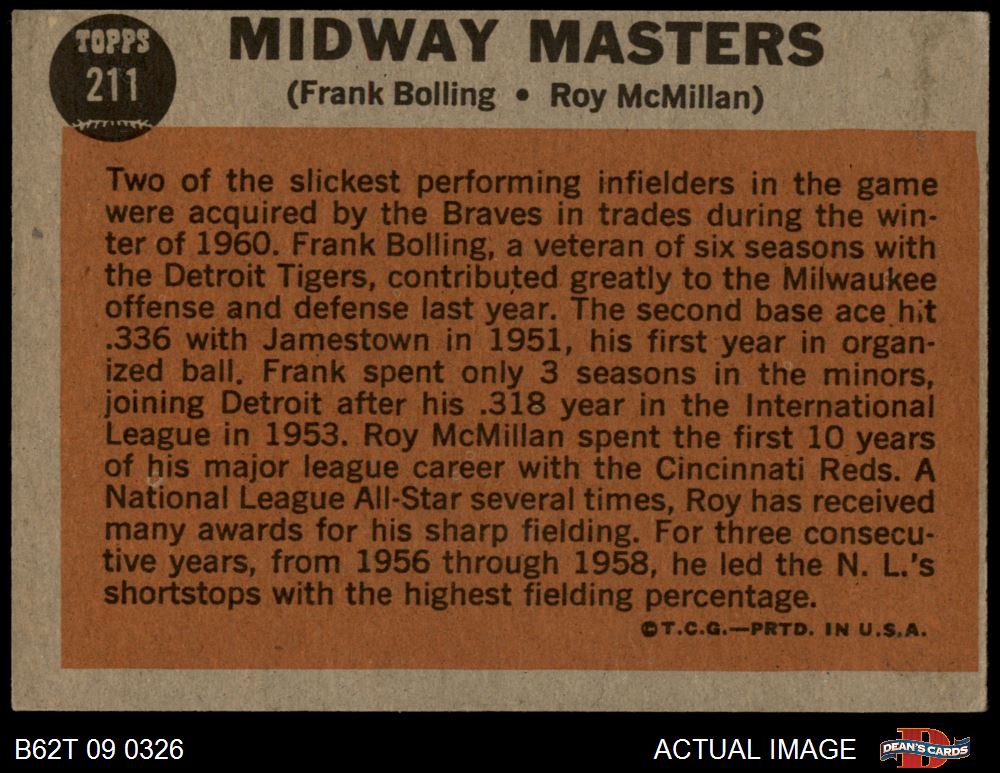 TOPPS
211
MIDWAY MASTERS
(Frank Bolling • Roy McMillan)
Two of the slickest performing infielders in the game
were acquired by the Braves in trades during the win-
ter of 1960. Frank Bolling, a veteran of six seasons with
the Detroit Tigers, contributed greatly to the Milwaukee
offense and defense last year. The second base ace hit
.336 with Jamestown in 1951, his first year in organ-
ized ball. Frank spent only 3 seasons in the minors,
joining Detroit after his .318 year in the International
League in 1953. Roy McMillan spent the first 10 years
of his major league career with the Cincinnati Reds. A
National League All-Star several times, Roy has received
many awards for his sharp fielding. For three consecu-
tive years, from 1956 through 1958, he led the N. L.'s
shortstops with the highest fielding percentage.
©T.C.G.—PRTD. IN U.S.A.
B62T 09 0326
ACTUAL IMAGE
DEAN'S CARDS